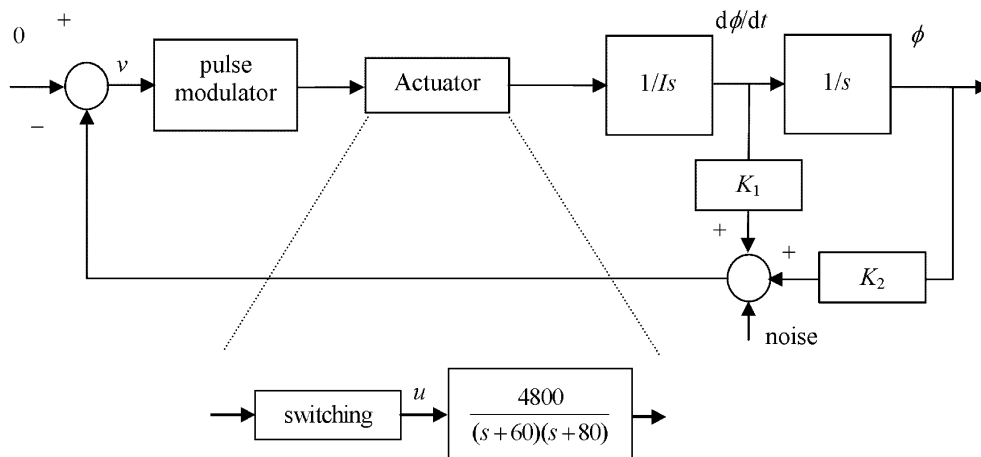 dϕ/dt
0
+
v
pulse
modulator
Actuator
1/Is
1/s
ϕ
−
K₁
+
+
K₂
noise
switching
u
4800
(s+60)(s+80)